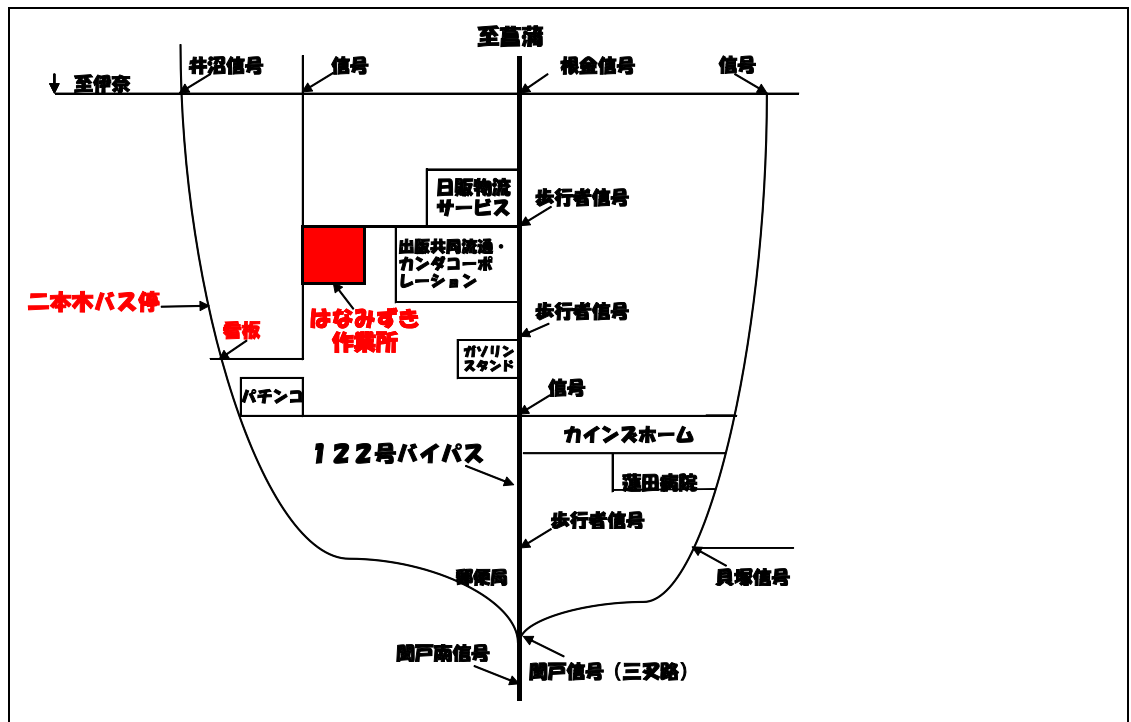 至菖蒲
井沼信号
信号
根金信号
信号
至伊奈
日販物流
サービス
歩行者信号
出版共同流通・
カンダコーポ
レーション
二本木バス停
はなみずき
作業所
歩行者信号
看板
ガソリン
スタンド
パチンコ
信号
カインズホーム
１２２号バイパス
蓮田病院
歩行者信号
郵便局
貝塚信号
関戸南信号
関戸信号（三叉路）